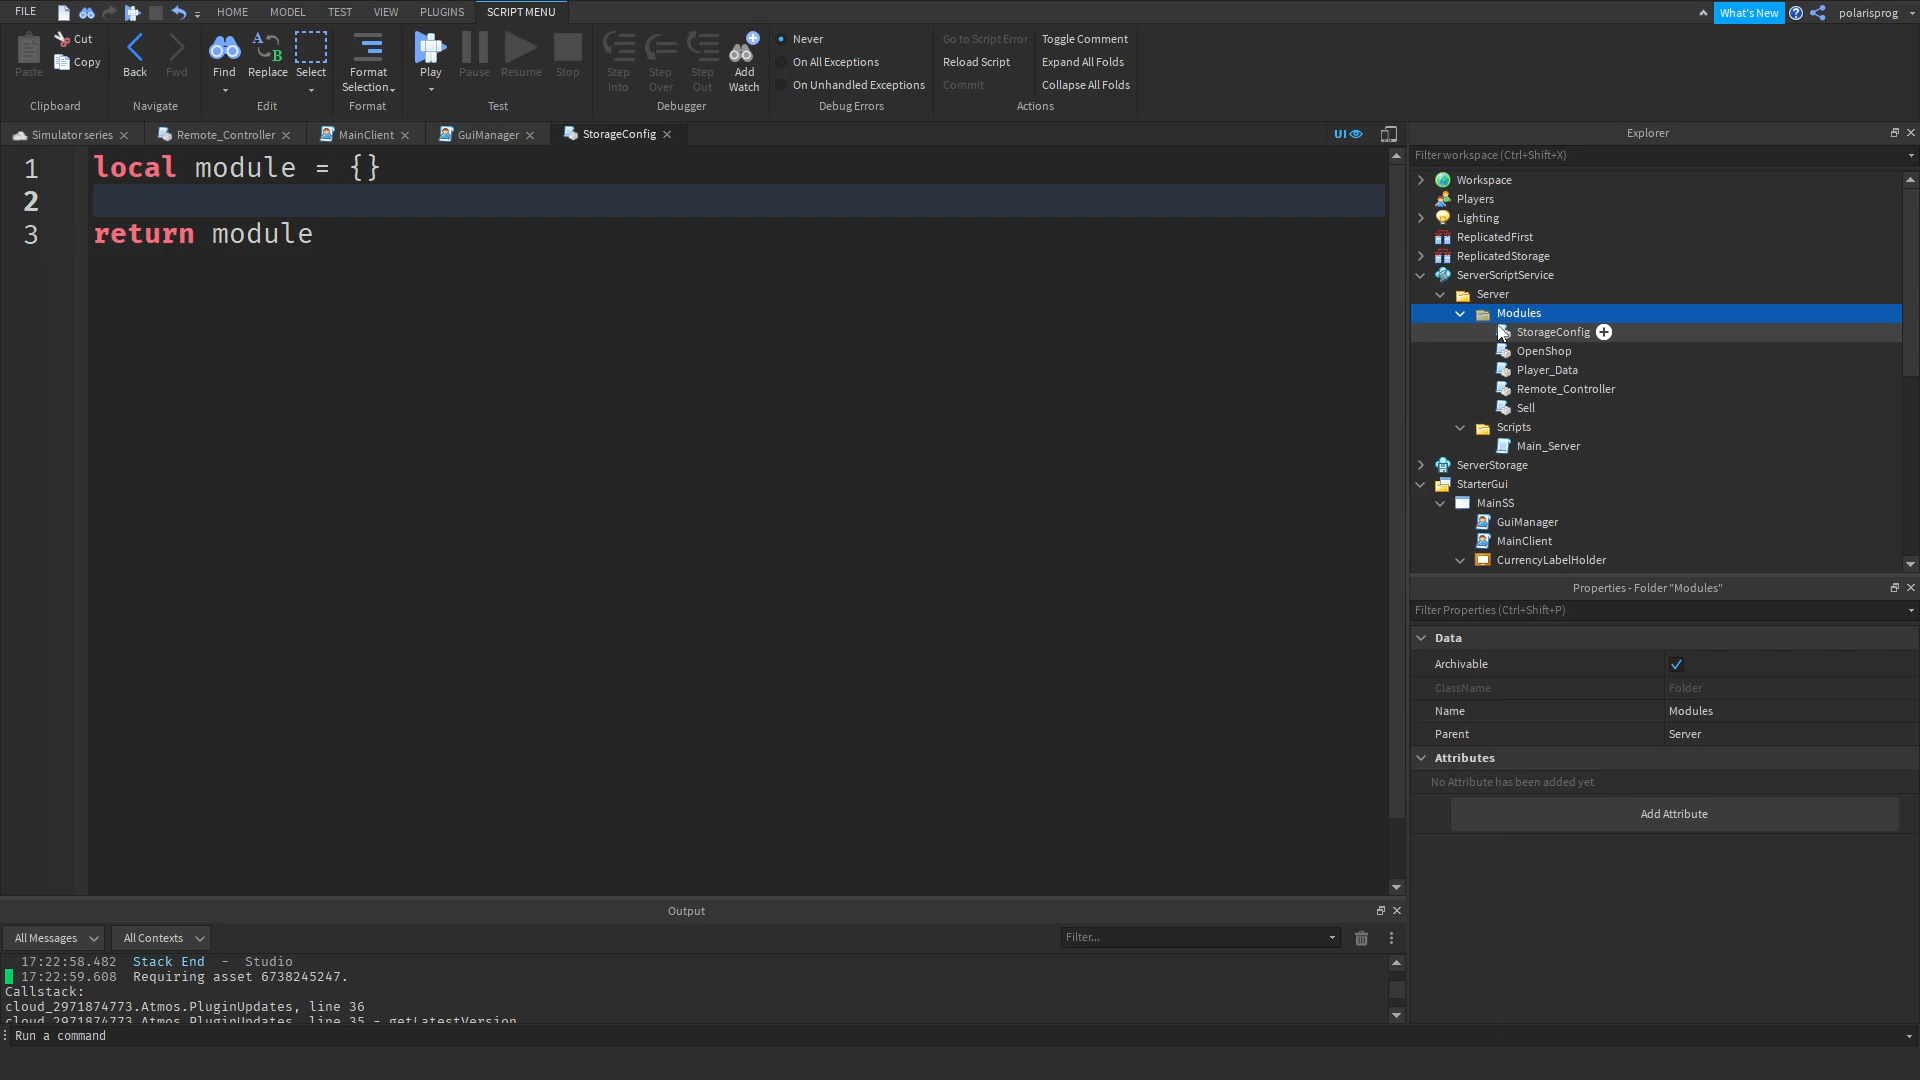 FILE
HOME
MODEL
TEST
VIEW
PLUGINS
SCRIPT MENU
What's New
polarisprog
Paste
Cut
Copy
Clipboard
Back
Fwd
Navigate
Find
Replace
Select
Edit
Format
Selection
Format
Play
Pause
Resume
Stop
Test
Step
Into
Step
Over
Step
Out
Add
Watch
Debugger
Never
On All Exceptions
On Unhandled Exceptions
Debug Errors
Go to Script Error
Reload Script
Commit
Toggle Comment
Expand All Folds
Collapse All Folds
Actions
Simulator series
Remote_Controller
MainClient
GuiManager
StorageConfig
UI
1 local module = {}
2
3 return module
Explorer
Filter workspace (Ctrl+Shift+X)
Workspace
Players
Lighting
ReplicatedFirst
ReplicatedStorage
ServerScriptService
Server
Modules
StorageConfig
OpenShop
Player_Data
Remote_Controller
Sell
Scripts
Main_Server
ServerStorage
StarterGui
MainSS
GuiManager
MainClient
CurrencyLabelHolder
Properties - Folder "Modules"
Filter Properties (Ctrl+Shift+P)
Data
Archivable
ClassName Folder
Name Modules
Parent Server
Attributes
No Attribute has been added yet
Add Attribute
Output
All Messages
All Contexts
Filter...
17:22:58.482 Stack End - Studio
17:22:59.608 Requiring asset 6738245247.
Callstack:
cloud_2971874773.Atmos.PluginUpdates, line 36
cloud_2971874773.Atmos.PluginUpdates, line 35 - getLatestVersion
Run a command